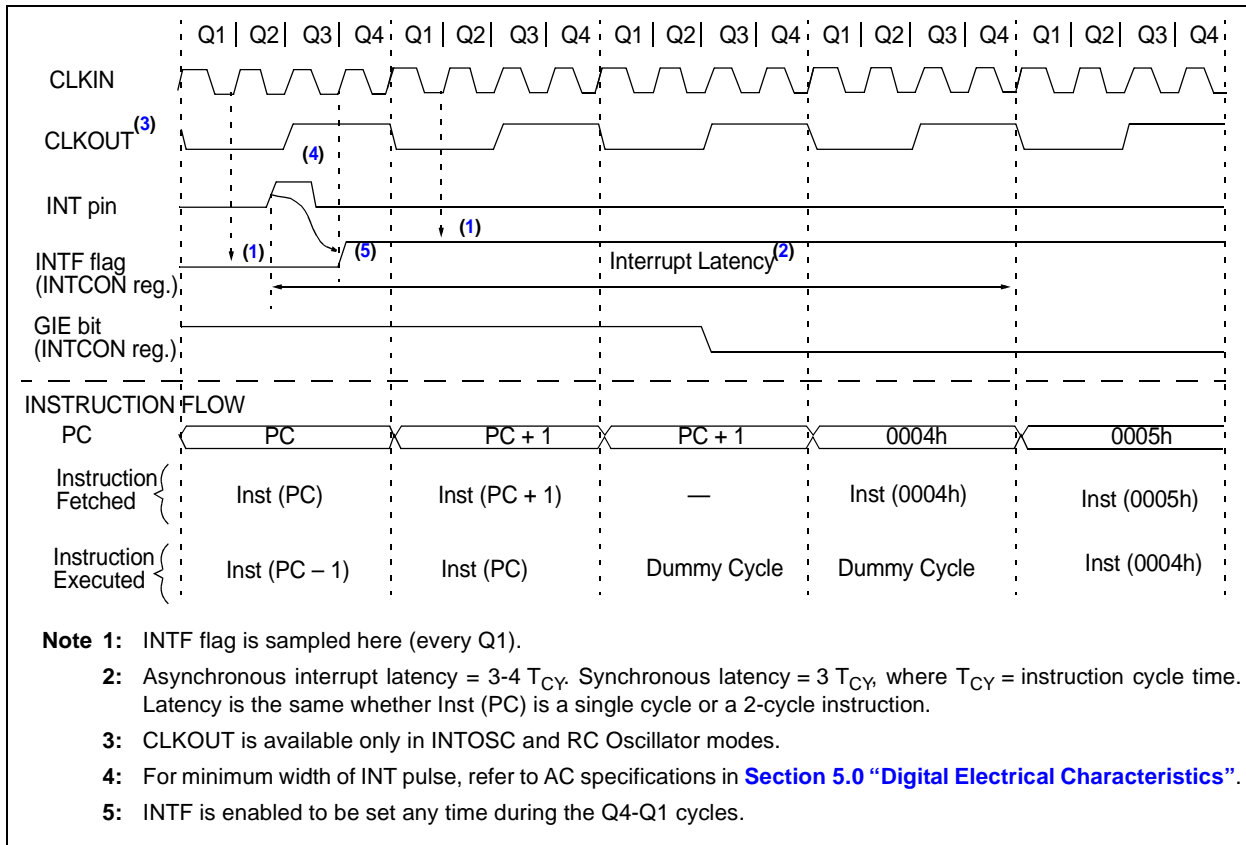 Q1 | Q2 | Q3 | Q4 Q1 | Q2 | Q3 | Q4 Q1 | Q2 | Q3 | Q4 Q1 | Q2 | Q3 | Q4 Q1 | Q2 | Q3 | Q4
CLKIN
CLKOUT(3)
(4)
INT pin
(1) (5) (1)
INTF flag
(INTCON reg.)
Interrupt Latency(2)
GIE bit
(INTCON reg.)
INSTRUCTION FLOW
PC PC PC + 1 PC + 1 0004h 0005h
Instruction
Fetched
Inst (PC) Inst (PC + 1) — Inst (0004h) Inst (0005h)
Instruction
Executed
Inst (PC – 1) Inst (PC) Dummy Cycle Dummy Cycle Inst (0004h)
Note 1: INTF flag is sampled here (every Q1).
2: Asynchronous interrupt latency = 3-4 TCY. Synchronous latency = 3 TCY, where TCY = instruction cycle time.
Latency is the same whether Inst (PC) is a single cycle or a 2-cycle instruction.
3: CLKOUT is available only in INTOSC and RC Oscillator modes.
4: For minimum width of INT pulse, refer to AC specifications in Section 5.0 “Digital Electrical Characteristics”.
5: INTF is enabled to be set any time during the Q4-Q1 cycles.